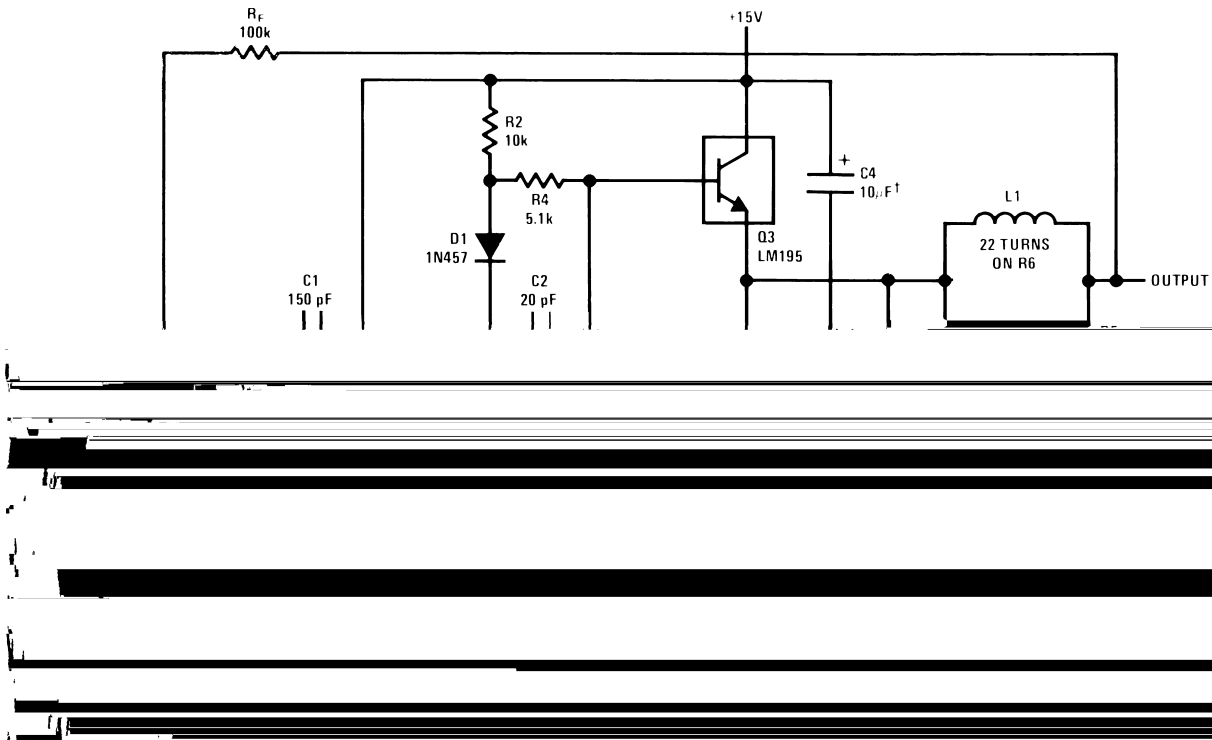 RF
100k
+15V
R2
10k
R4
5.1k
D1
1N457
Q3
LM195
+
C4
10μF†
L1
22 TURNS
ON R6
C1
150 pF
C2
20 pF
OUTPUT